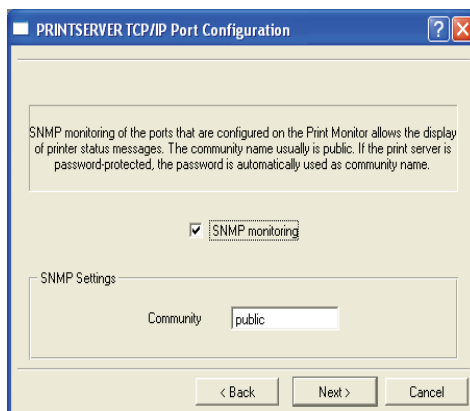 PRINTSERVER TCP/IP Port Configuration
SNMP monitoring of the ports that are configured on the Print Monitor allows the display
of printer status messages. The community name usually is public. If the print server is
password-protected, the password is automatically used as community name.
SNMP monitoring
SNMP Settings
Community public
< Back Next > Cancel